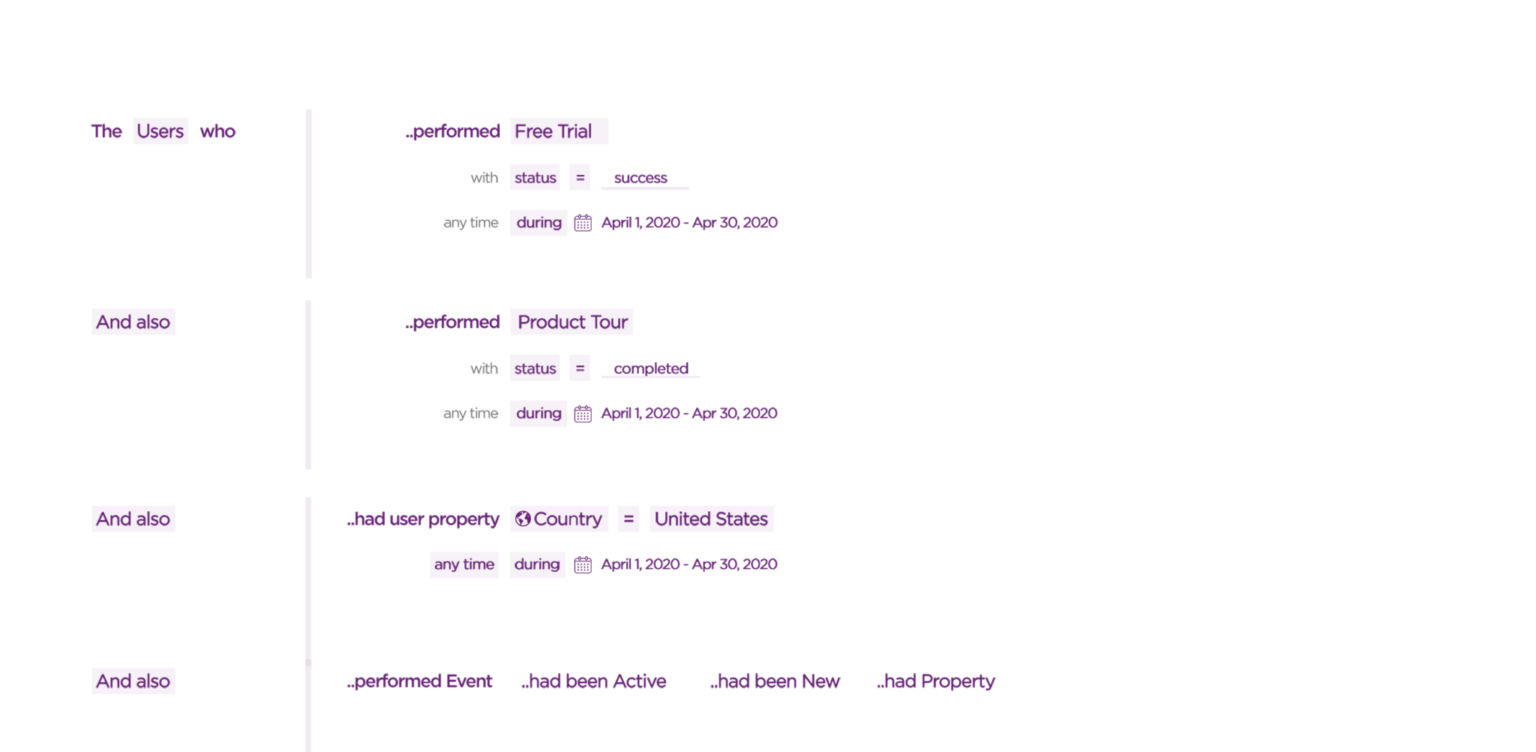 The Users who ..performed Free Trial
with status = success
any time during April 1, 2020 - Apr 30, 2020
And also ..performed Product Tour
with status = completed
any time during April 1, 2020 - Apr 30, 2020
And also ..had user property Country = United States
any time during April 1, 2020 - Apr 30, 2020
And also ..performed Event ..had been Active ..had been New ..had Property